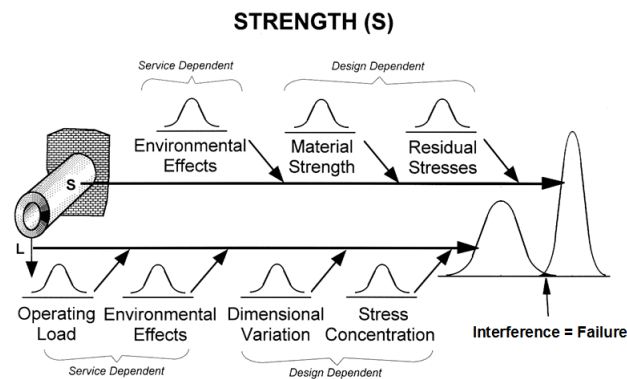 STRENGTH (S)
Service Dependent
Design Dependent
Environmental
Effects
Material
Strength
Residual
Stresses
S
L
Operating
Load
Environmental
Effects
Dimensional
Variation
Stress
Concentration
Interference = Failure
Service Dependent
Design Dependent